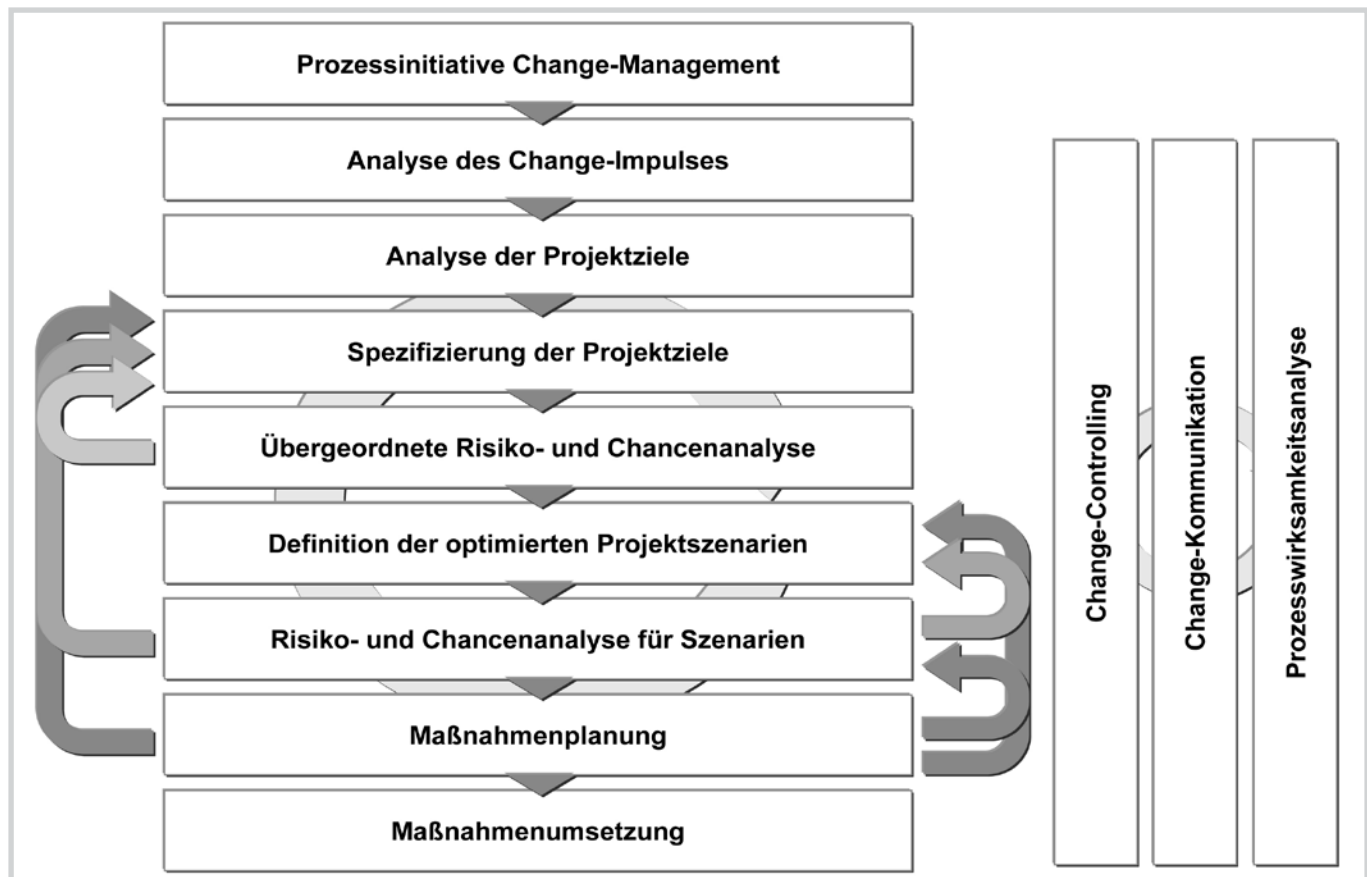 Prozessinitiative Change-Management
Analyse des Change-Impulses
Analyse der Projektziele
Spezifizierung der Projektziele
Übergeordnete Risiko- und Chancenanalyse
Definition der optimierten Projektszenarien
Risiko- und Chancenanalyse für Szenarien
Maßnahmenplanung
Maßnahmenumsetzung
Change-Controlling
Change-Kommunikation
Prozesswirksamkeitsanalyse